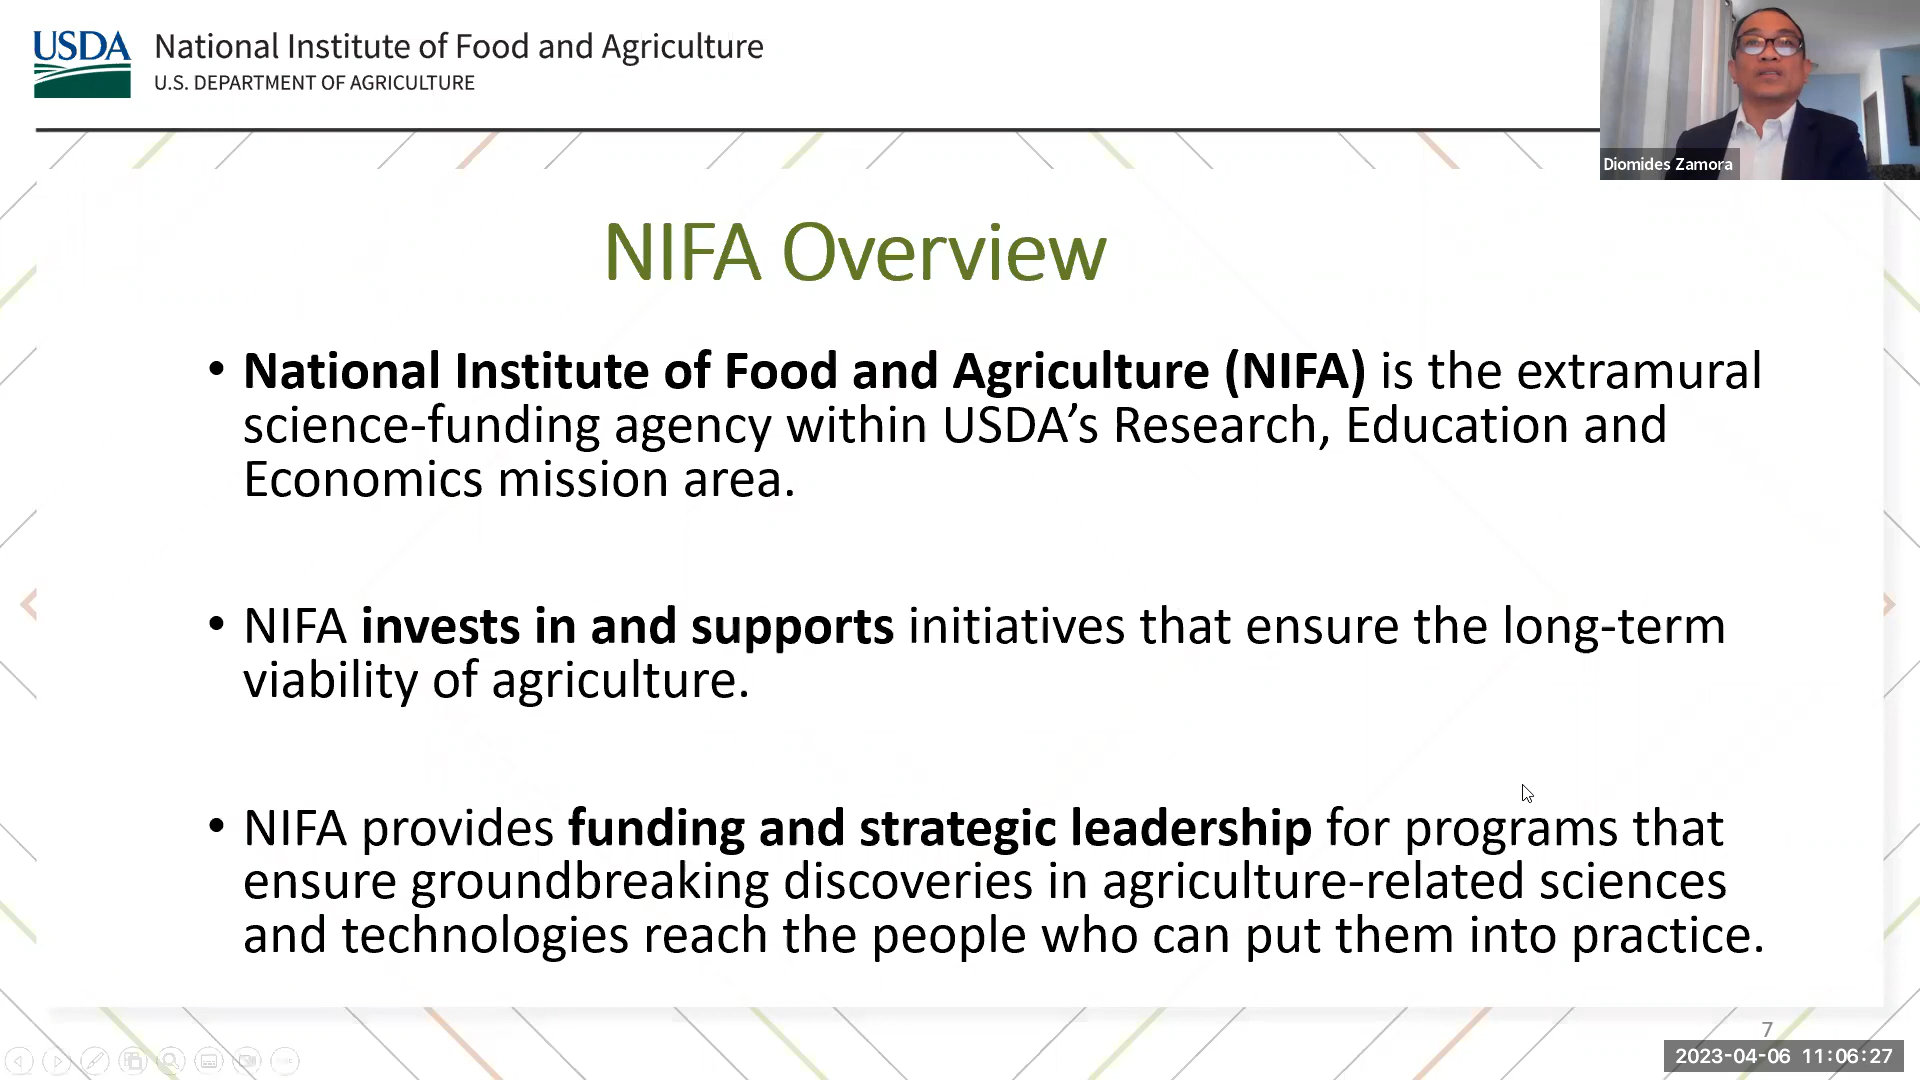 USDA
National Institute of Food and Agriculture
U.S. DEPARTMENT OF AGRICULTURE
Diomides Zamora
NIFA Overview
• National Institute of Food and Agriculture (NIFA) is the extramural
science-funding agency within USDA’s Research, Education and
Economics mission area.
• NIFA invests in and supports initiatives that ensure the long-term
viability of agriculture.
• NIFA provides funding and strategic leadership for programs that
ensure groundbreaking discoveries in agriculture-related sciences
and technologies reach the people who can put them into practice.
7
2023-04-06 11:06:27